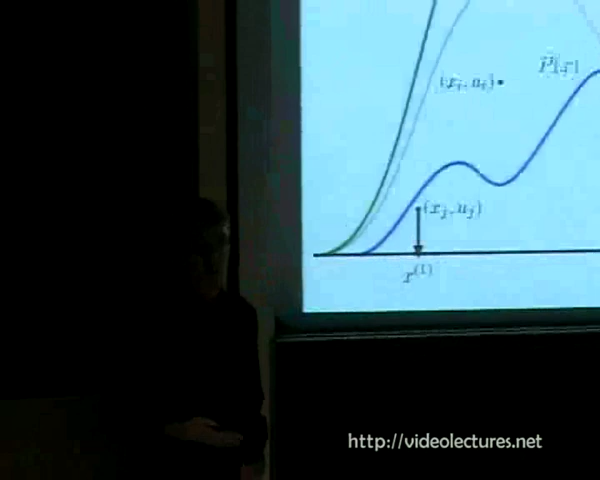 (x_i, u_i)
(x_j, u_j)
x^{(1)}
http://videolectures.net